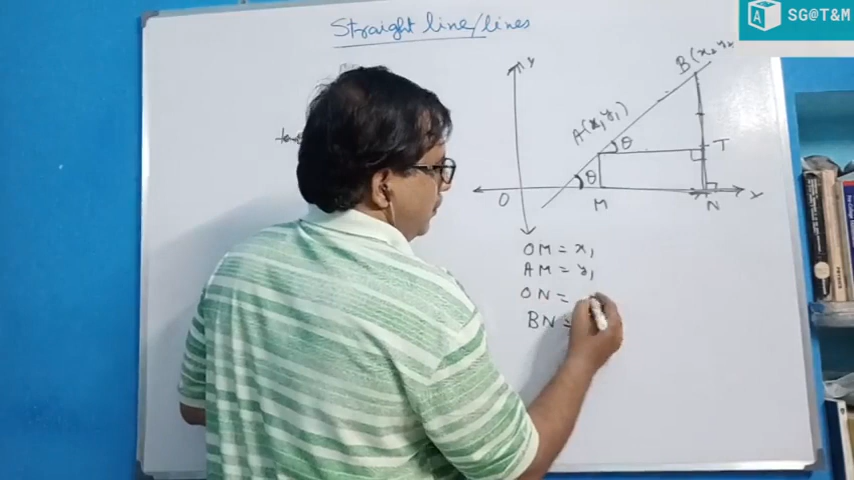 SG@T&M
Straight line/lines
y
B(x₂, y₂
A(x₁ y₁)
θ
T
θ
O
M
N
x
OM = x₁
AM = y₁
ON =
BN =